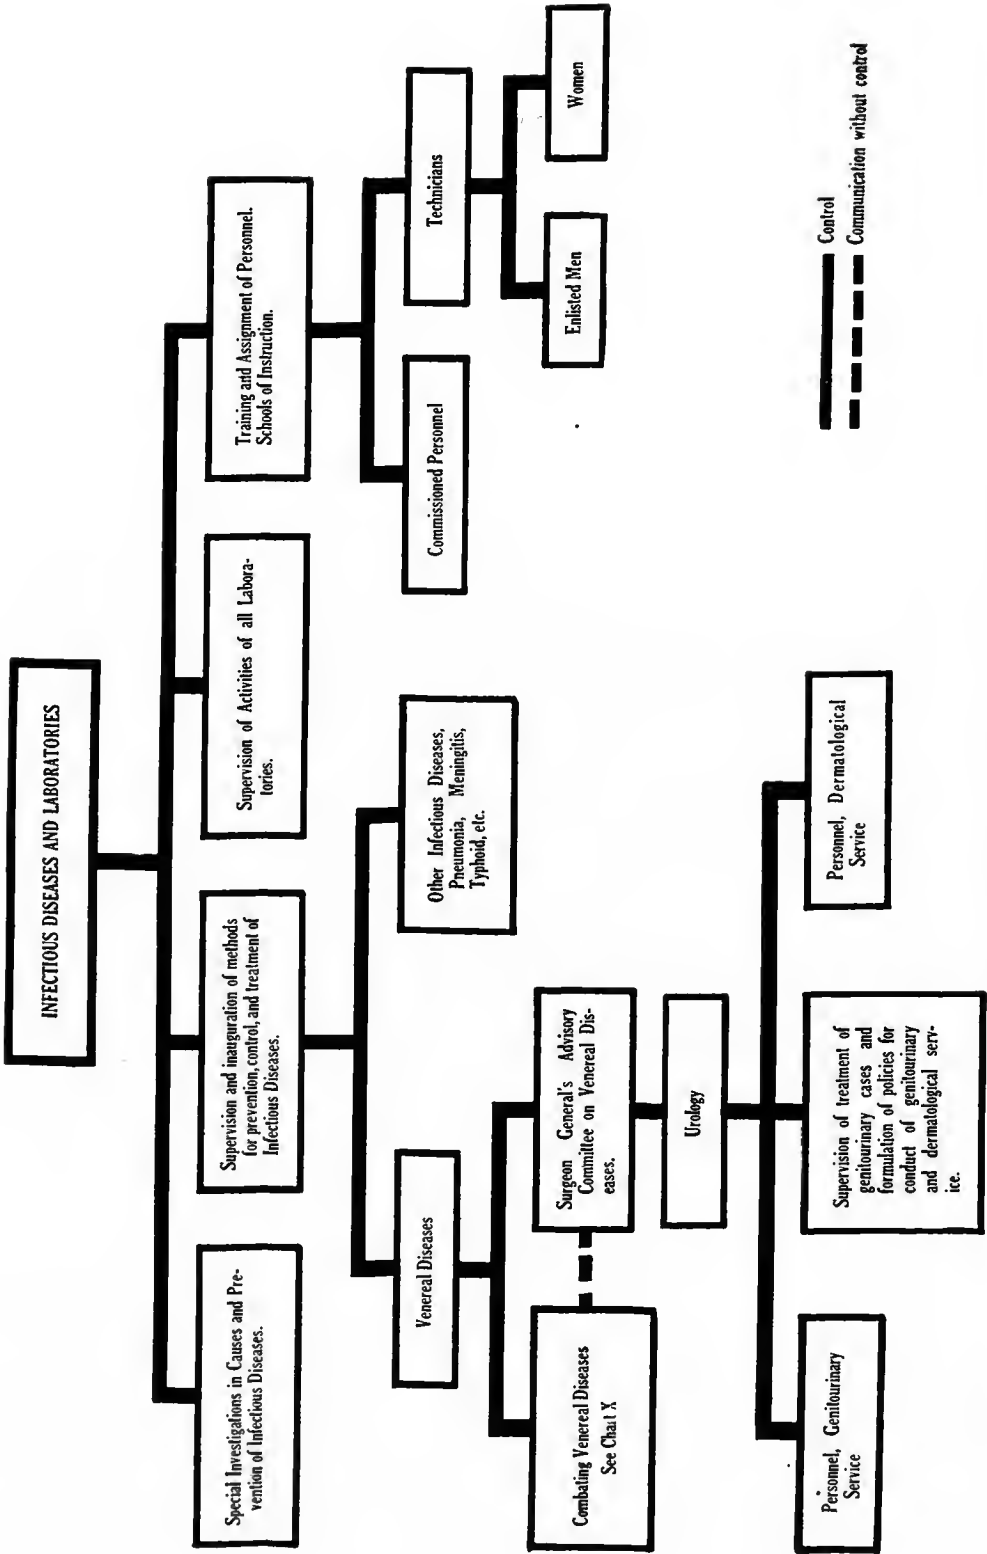 INFECTIOUS DISEASES AND LABORATORIES
Special Investigations in Causes and Pre-
vention of Infectious Diseases.
Supervision and inauguration of methods
for prevention, control, and treatment of
Infectious Diseases.
Supervision of Activities of all Labora-
tories.
Training and Assignment of Personnel.
Schools of Instruction.
Venereal Diseases
Other Infectious Diseases,
Pneumonia, Meningitis,
Typhoid, etc.
Commissioned Personnel
Technicians
Combating Venereal Diseases
See Chart X
Surgeon General's Advisory
Committee on Venereal Dis-
eases.
Enlisted Men
Women
Urology
Personnel, Genitourinary
Service
Supervision of treatment of
genitourinary cases and
formulation of policies for
conduct of genitourinary
and dermatological serv-
ice.
Personnel, Dermatological
Service
Control
Communication without control